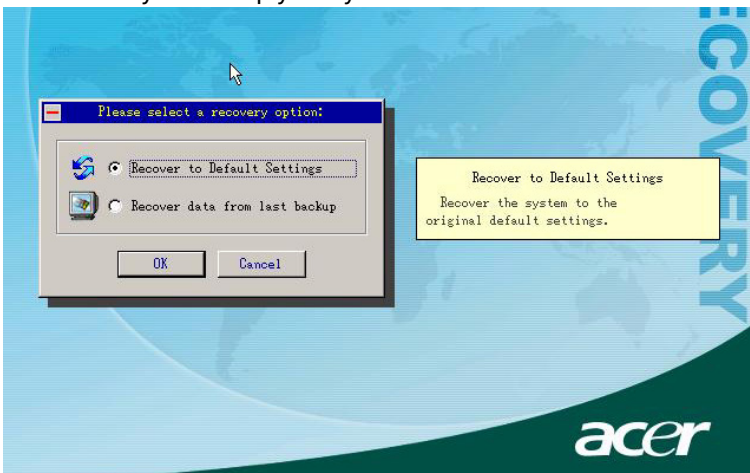 Please select a recovery option:
Recover to Default Settings
Recover data from last backup
OK
Cancel
Recover to Default Settings
Recover the system to the
original default settings.
ECOVERY
acer